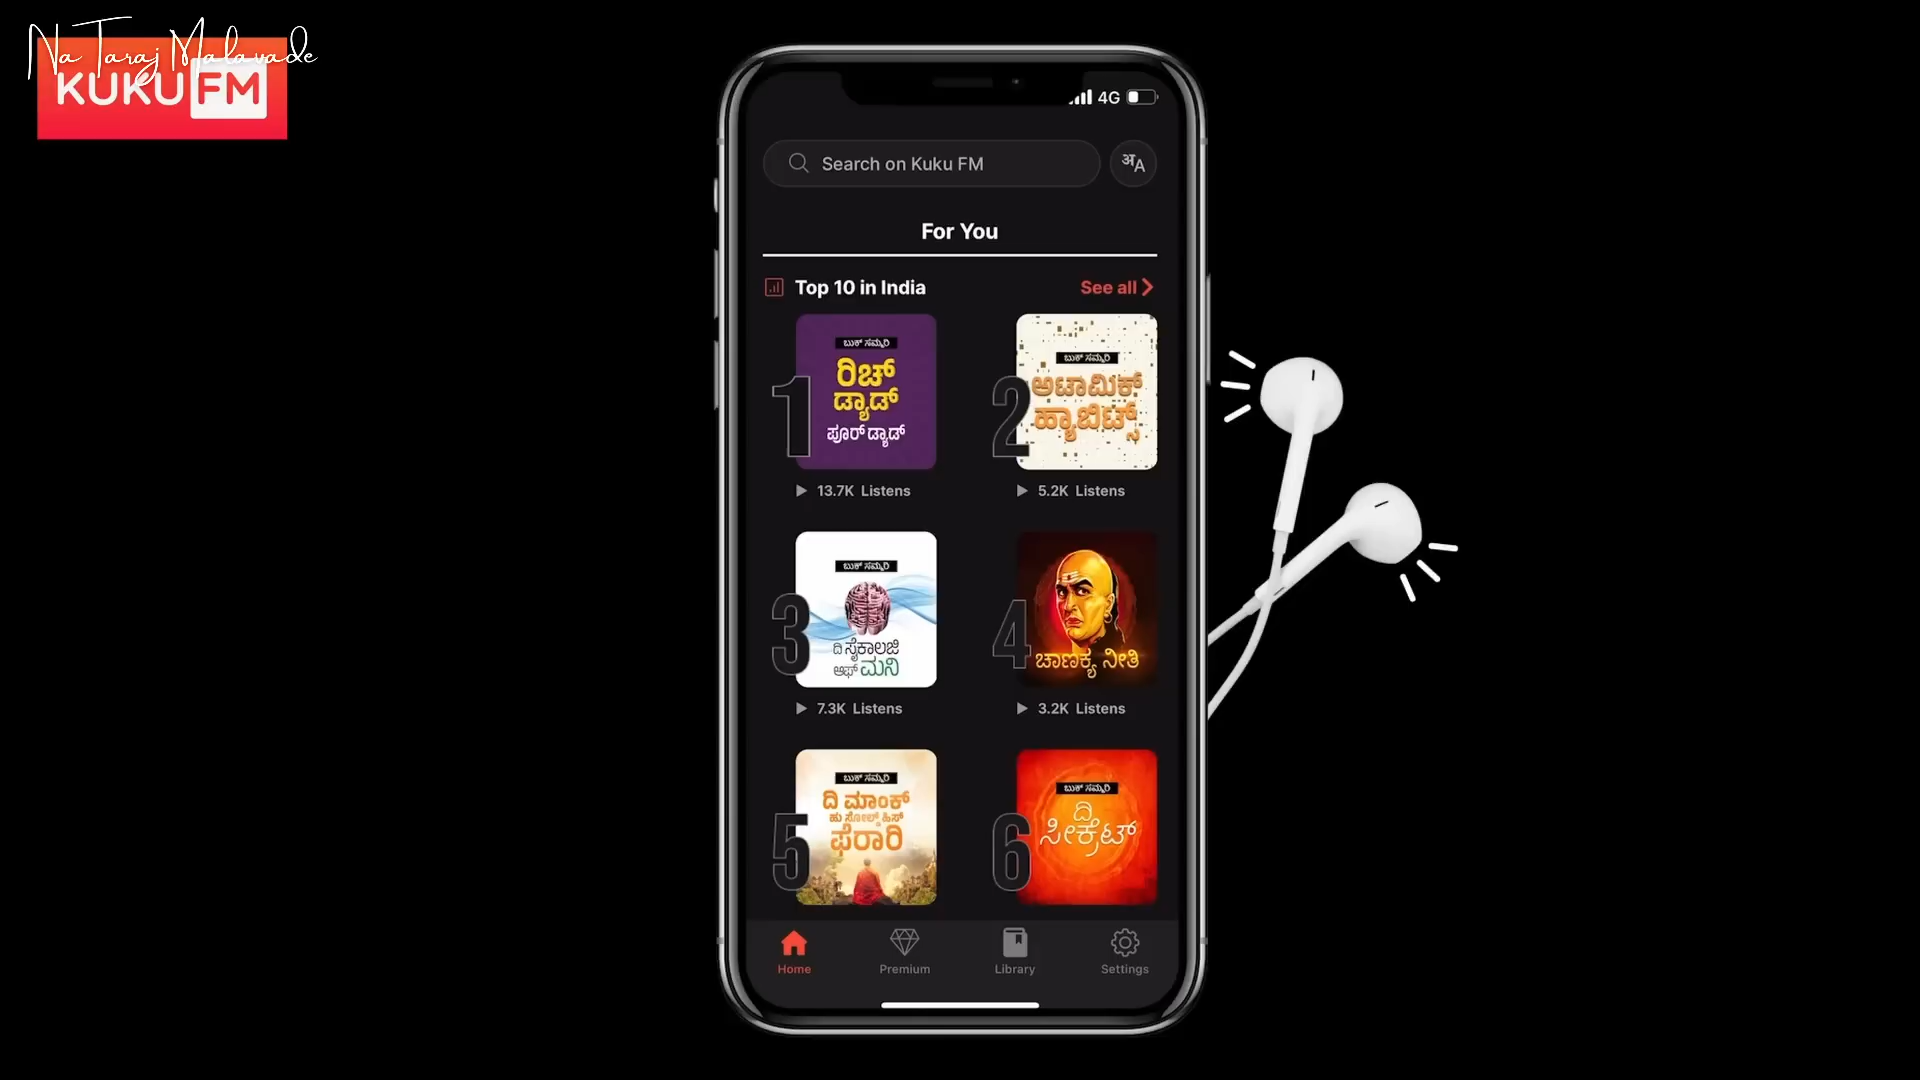 Na Taraj Malavade
KUKU FM
4G
Search on Kuku FM
अA
For You
Top 10 in India
See all
1
ಬುಕ್ ಸಮ್ಮರಿ
ರಿಚ್
ಡ್ಯಾಡ್
ಪೂರ್ ಡ್ಯಾಡ್
13.7K Listens
2
ಬುಕ್ ಸಮ್ಮರಿ
ಅಟಾಮಿಕ್
ಹ್ಯಾಬಿಟ್ಸ್
5.2K Listens
3
ಬುಕ್ ಸಮ್ಮರಿ
ದಿ ಸೈಕಾಲಜಿ
ಆಫ್ ಮನಿ
7.3K Listens
4
ಚಾಣಕ್ಯ ನೀತಿ
3.2K Listens
5
ಬುಕ್ ಸಮ್ಮರಿ
ದಿ ಮಾಂಕ್
ಹು ಸೋಲ್ಡ್ ಹಿಸ್
ಫೆರಾರಿ
6
ಬುಕ್ ಸಮ್ಮರಿ
ದಿ
ಸೀಕ್ರೆಟ್
Home
Premium
Library
Settings